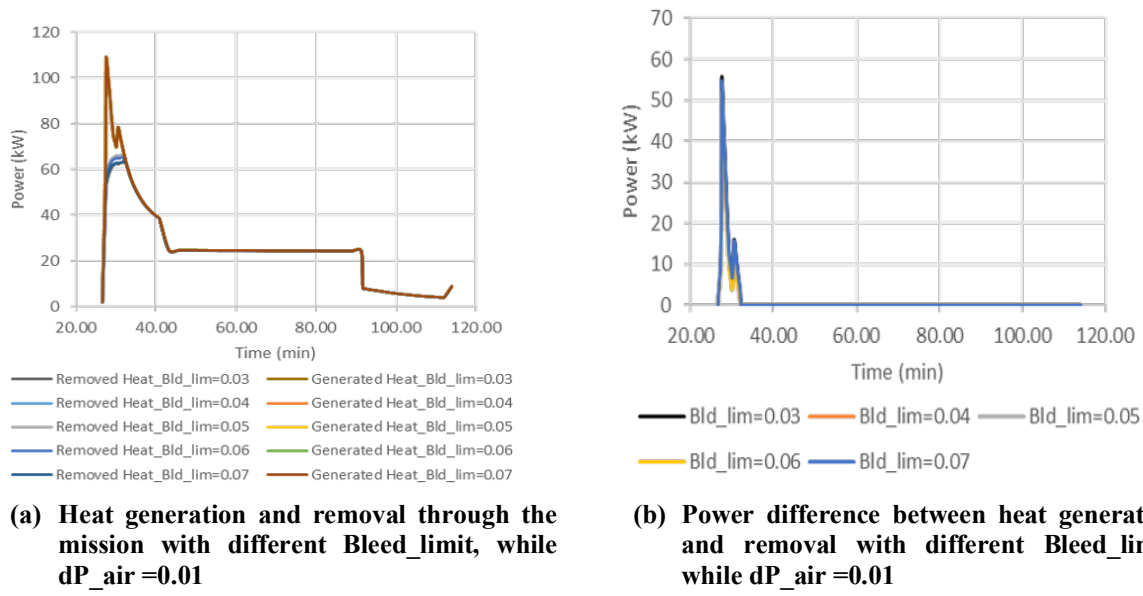 120
100
80
60
40
20
0
Power (kW)
20.00 40.00 60.00 80.00 100.00 120.00
Time (min)
Removed Heat_Bld_lim=0.03 Generated Heat_Bld_lim=0.03
Removed Heat_Bld_lim=0.04 Generated Heat_Bld_lim=0.04
Removed Heat_Bld_lim=0.05 Generated Heat_Bld_lim=0.05
Removed Heat_Bld_lim=0.06 Generated Heat_Bld_lim=0.06
Removed Heat_Bld_lim=0.07 Generated Heat_Bld_lim=0.07
(a) Heat generation and removal through the
mission with different Bleed_limit, while
dP_air =0.01
70
60
50
40
30
20
10
0
Power (kW)
20.00 40.00 60.00 80.00 100.00 120.00
Time (min)
Bld_lim=0.03 Bld_lim=0.04 Bld_lim=0.05
Bld_lim=0.06 Bld_lim=0.07
(b) Power difference between heat generat
and removal with different Bleed_lin
while dP_air =0.01